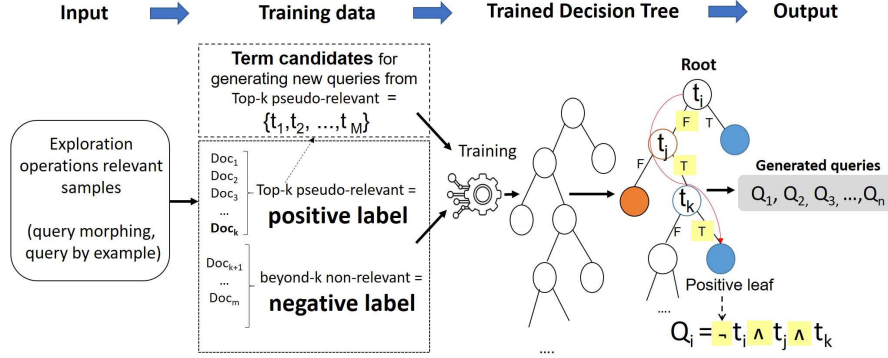 Input
Training data
Trained Decision Tree
Output
Exploration
operations relevant
samples
(query morphing,
query by example)
Term candidates for
generating new queries from
Top-k pseudo-relevant =
{t₁,t₂, ...,t M}
Doc₁
Doc₂
Doc₃
...
Docₖ
Top-k pseudo-relevant =
positive label
Docₖ₊₁
...
Docₘ
beyond-k non-relevant =
negative label
Training
....
Root
tᵢ
F
T
tⱼ
F
T
tₖ
F
T
....
Positive leaf
Qᵢ = ¬ tᵢ ∧ tⱼ ∧ tₖ
Generated queries
Q₁, Q₂, Q₃, ...,Qₙ